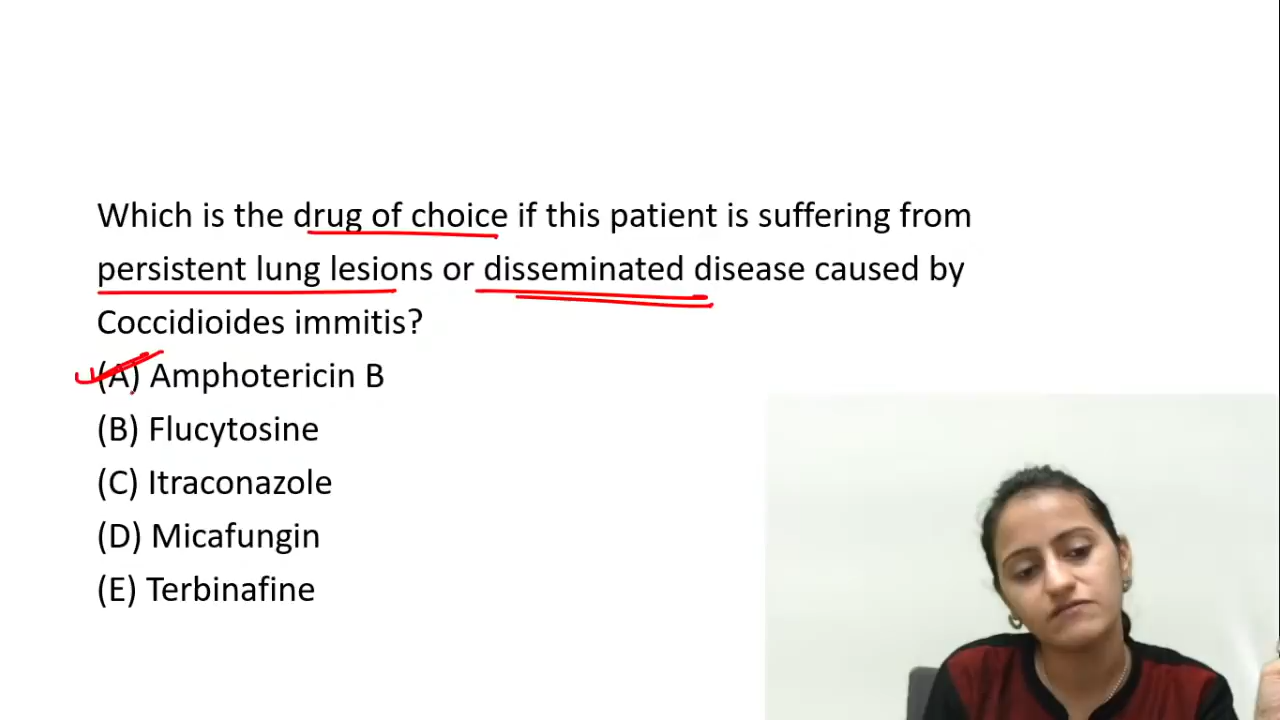 Which is the drug of choice if this patient is suffering from
persistent lung lesions or disseminated disease caused by
Coccidioides immitis?
(A) Amphotericin B
(B) Flucytosine
(C) Itraconazole
(D) Micafungin
(E) Terbinafine